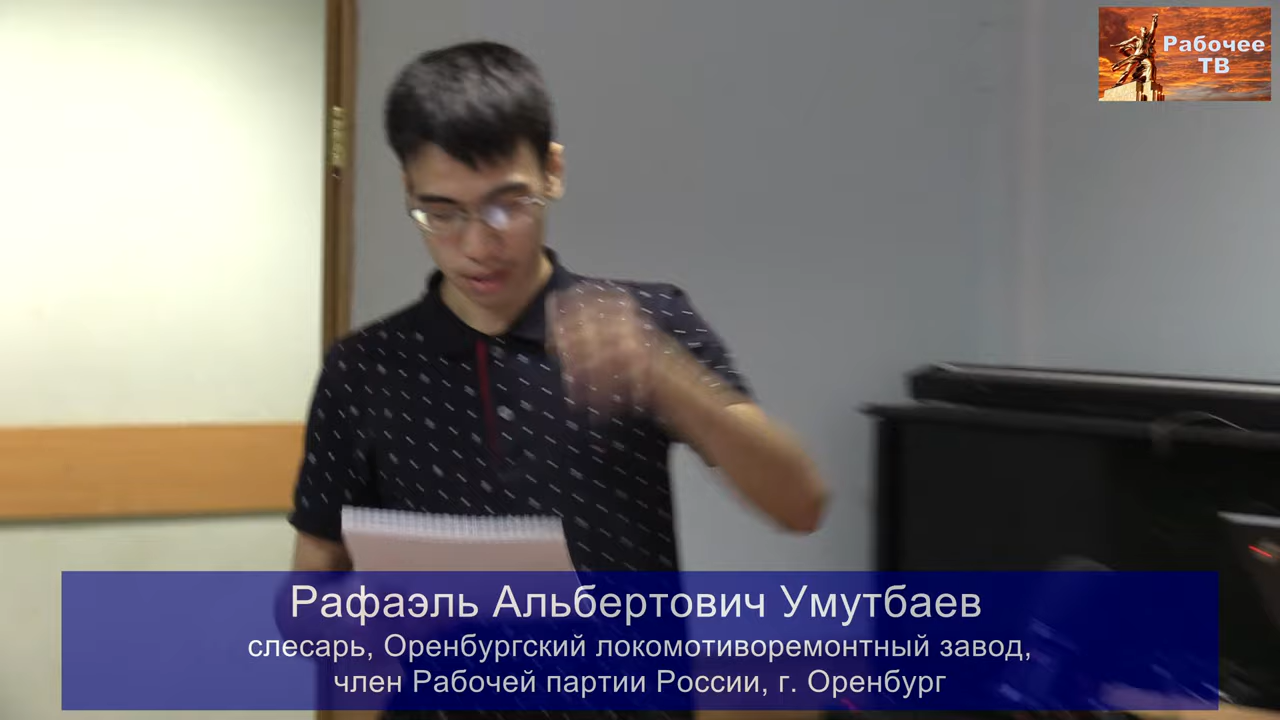 Рабочее
ТВ
Рафаэль Альбертович Умутбаев
слесарь, Оренбургский локомотиворемонтный завод,
член Рабочей партии России, г. Оренбург